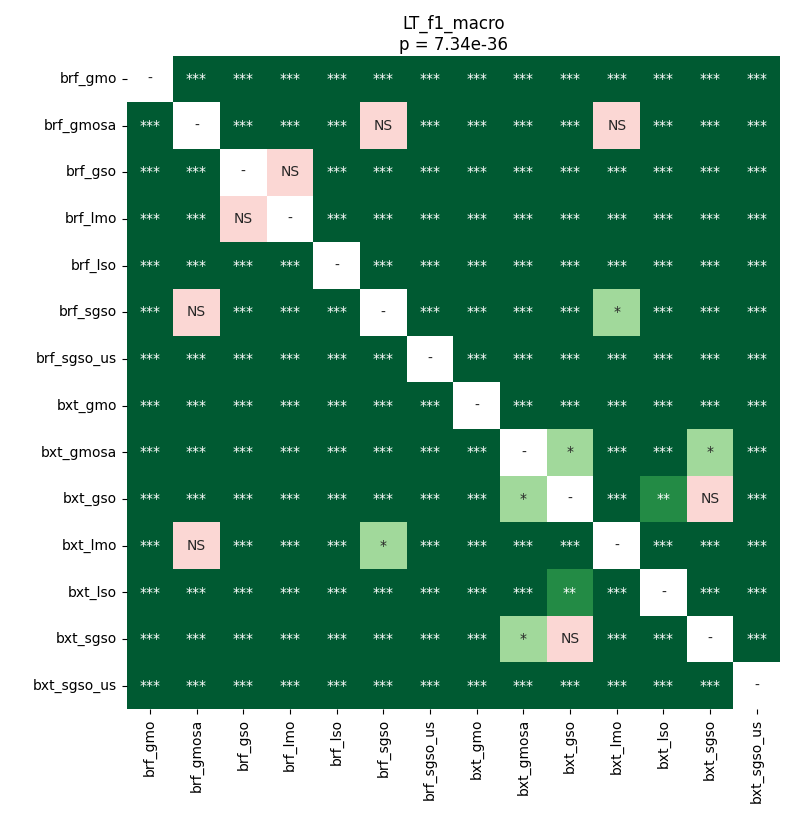 LT_f1_macro
p = 7.34e-36
brf_gmo - *** *** *** *** *** *** *** *** *** *** *** *** ***
brf_gmosa *** - *** *** *** NS *** *** *** *** NS *** *** ***
brf_gso *** *** - NS *** *** *** *** *** *** *** *** *** ***
brf_lmo *** *** NS - *** *** *** *** *** *** *** *** *** ***
brf_lso *** *** *** *** - *** *** *** *** *** *** *** *** ***
brf_sgso *** NS *** *** *** - *** *** *** *** * *** *** ***
brf_sgso_us *** *** *** *** *** *** - *** *** *** *** *** *** ***
bxt_gmo *** *** *** *** *** *** *** - *** *** *** *** *** ***
bxt_gmosa *** *** *** *** *** *** *** *** - * *** *** * ***
bxt_gso *** *** *** *** *** *** *** *** * - *** ** NS ***
bxt_lmo *** NS *** *** *** * *** *** *** *** - *** *** ***
bxt_lso *** *** *** *** *** *** *** *** *** ** *** - *** ***
bxt_sgso *** *** *** *** *** *** *** *** * NS *** *** - ***
bxt_sgso_us *** *** *** *** *** *** *** *** *** *** *** *** *** -
brf_gmo
brf_gmosa
brf_gso
brf_lmo
brf_lso
brf_sgso
brf_sgso_us
bxt_gmo
bxt_gmosa
bxt_gso
bxt_lmo
bxt_lso
bxt_sgso
bxt_sgso_us